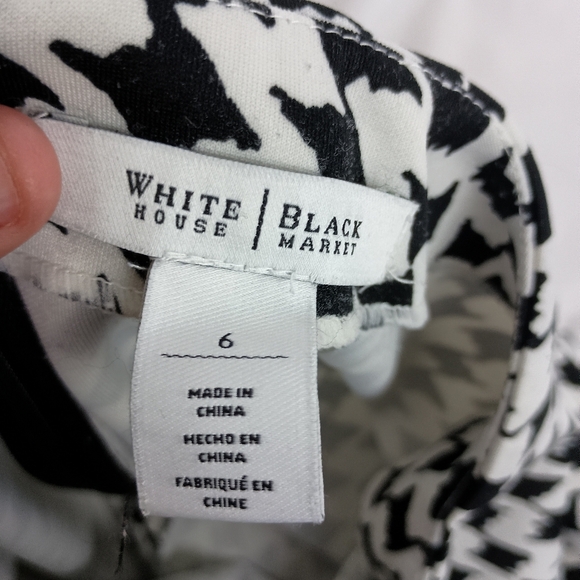 WHITE | BLACK
HOUSE | MARKET
6
MADE IN
CHINA
HECHO EN
CHINA
FABRIQUÉ EN
CHINE